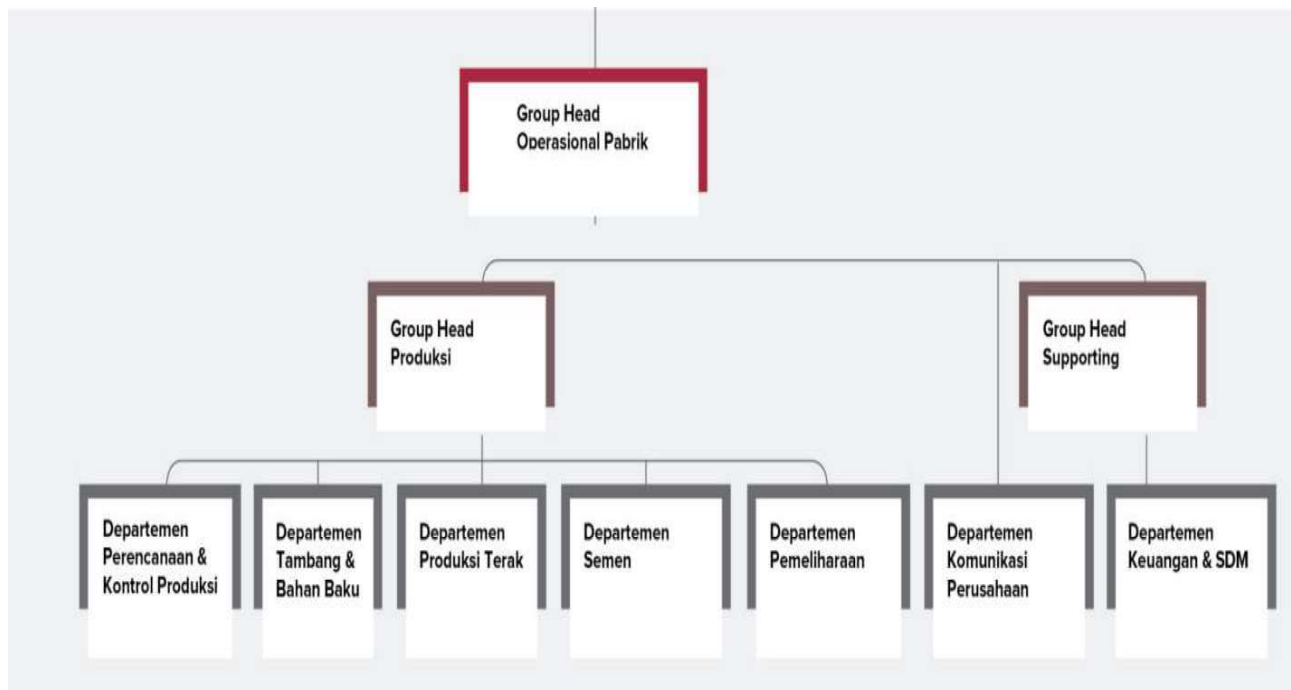 Group Head
Operasional Pabrik
Group Head
Produksi
Group Head
Supporting
Departemen
Perencanaan &
Kontrol Produksi
Departemen
Tambang &
Bahan Baku
Departemen
Produksi Terak
Departemen
Semen
Departemen
Pemeliharaan
Departemen
Komunikasi
Perusahaan
Departemen
Keuangan & SDM